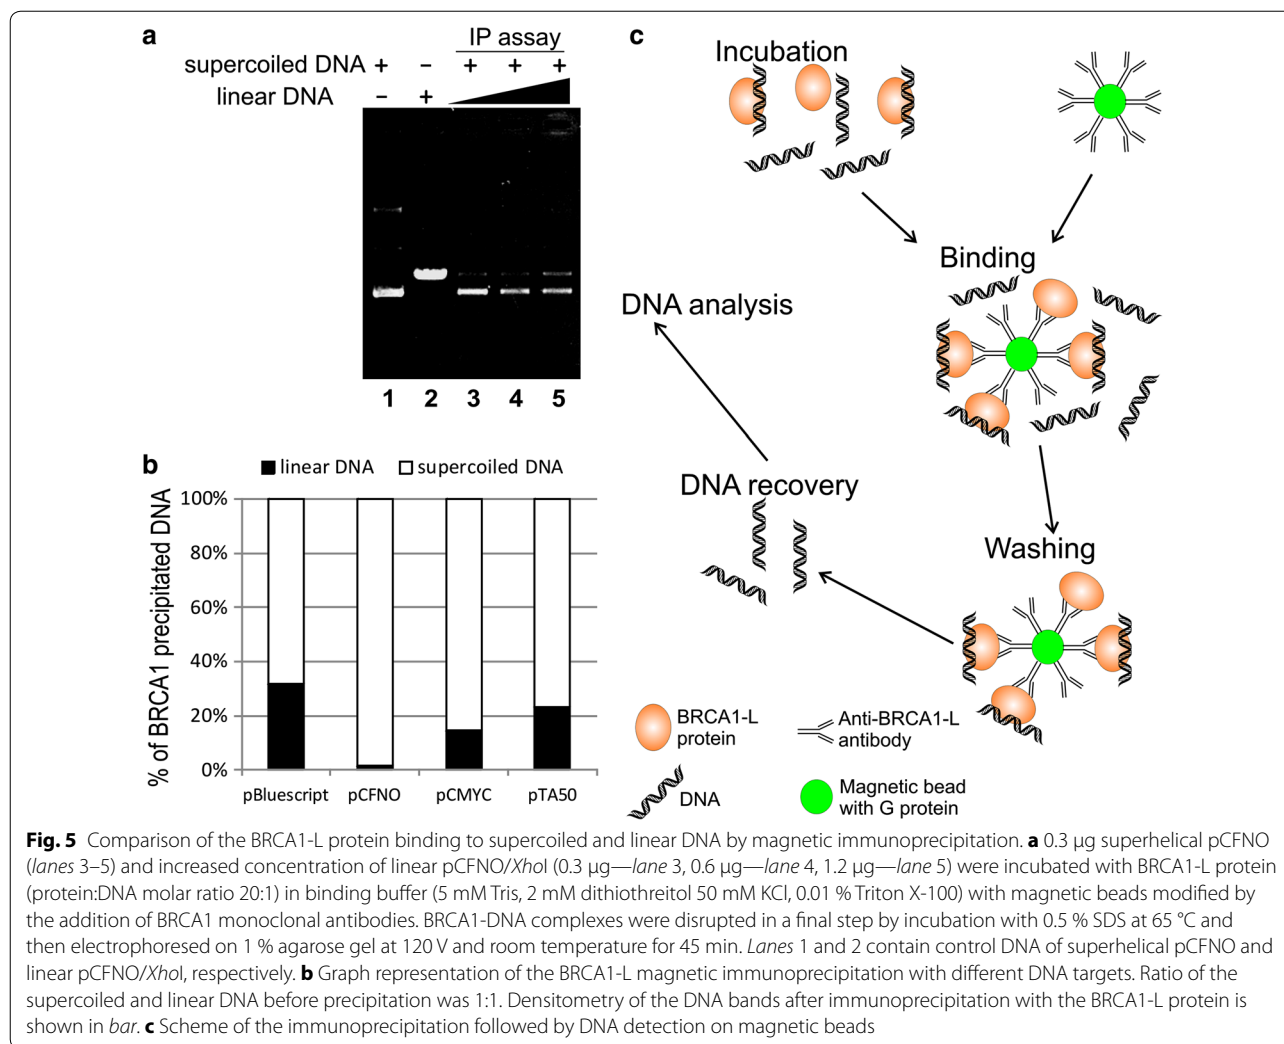 a
IP assay
supercoiled DNA + – + + +
linear DNA – +
1 2 3 4 5
b
linear DNA supercoiled DNA
% of BRCA1 precipitated DNA
100%
80%
60%
40%
20%
0%
pBluescript pCFNO pCMYC pTA50
c
Incubation
Binding
DNA analysis
DNA recovery
Washing
BRCA1-L
protein
Anti-BRCA1-L
antibody
DNA
Magnetic bead
with G protein
Fig. 5 Comparison of the BRCA1-L protein binding to supercoiled and linear DNA by magnetic immunoprecipitation. a 0.3 μg superhelical pCFNO
(lanes 3–5) and increased concentration of linear pCFNO/XhoI (0.3 μg—lane 3, 0.6 μg—lane 4, 1.2 μg—lane 5) were incubated with BRCA1-L protein
(protein:DNA molar ratio 20:1) in binding buffer (5 mM Tris, 2 mM dithiothreitol 50 mM KCl, 0.01 % Triton X-100) with magnetic beads modified by
the addition of BRCA1 monoclonal antibodies. BRCA1-DNA complexes were disrupted in a final step by incubation with 0.5 % SDS at 65 °C and
then electrophoresed on 1 % agarose gel at 120 V and room temperature for 45 min. Lanes 1 and 2 contain control DNA of superhelical pCFNO and
linear pCFNO/XhoI, respectively. b Graph representation of the BRCA1-L magnetic immunoprecipitation with different DNA targets. Ratio of the
supercoiled and linear DNA before precipitation was 1:1. Densitometry of the DNA bands after immunoprecipitation with the BRCA1-L protein is
shown in bar. c Scheme of the immunoprecipitation followed by DNA detection on magnetic beads